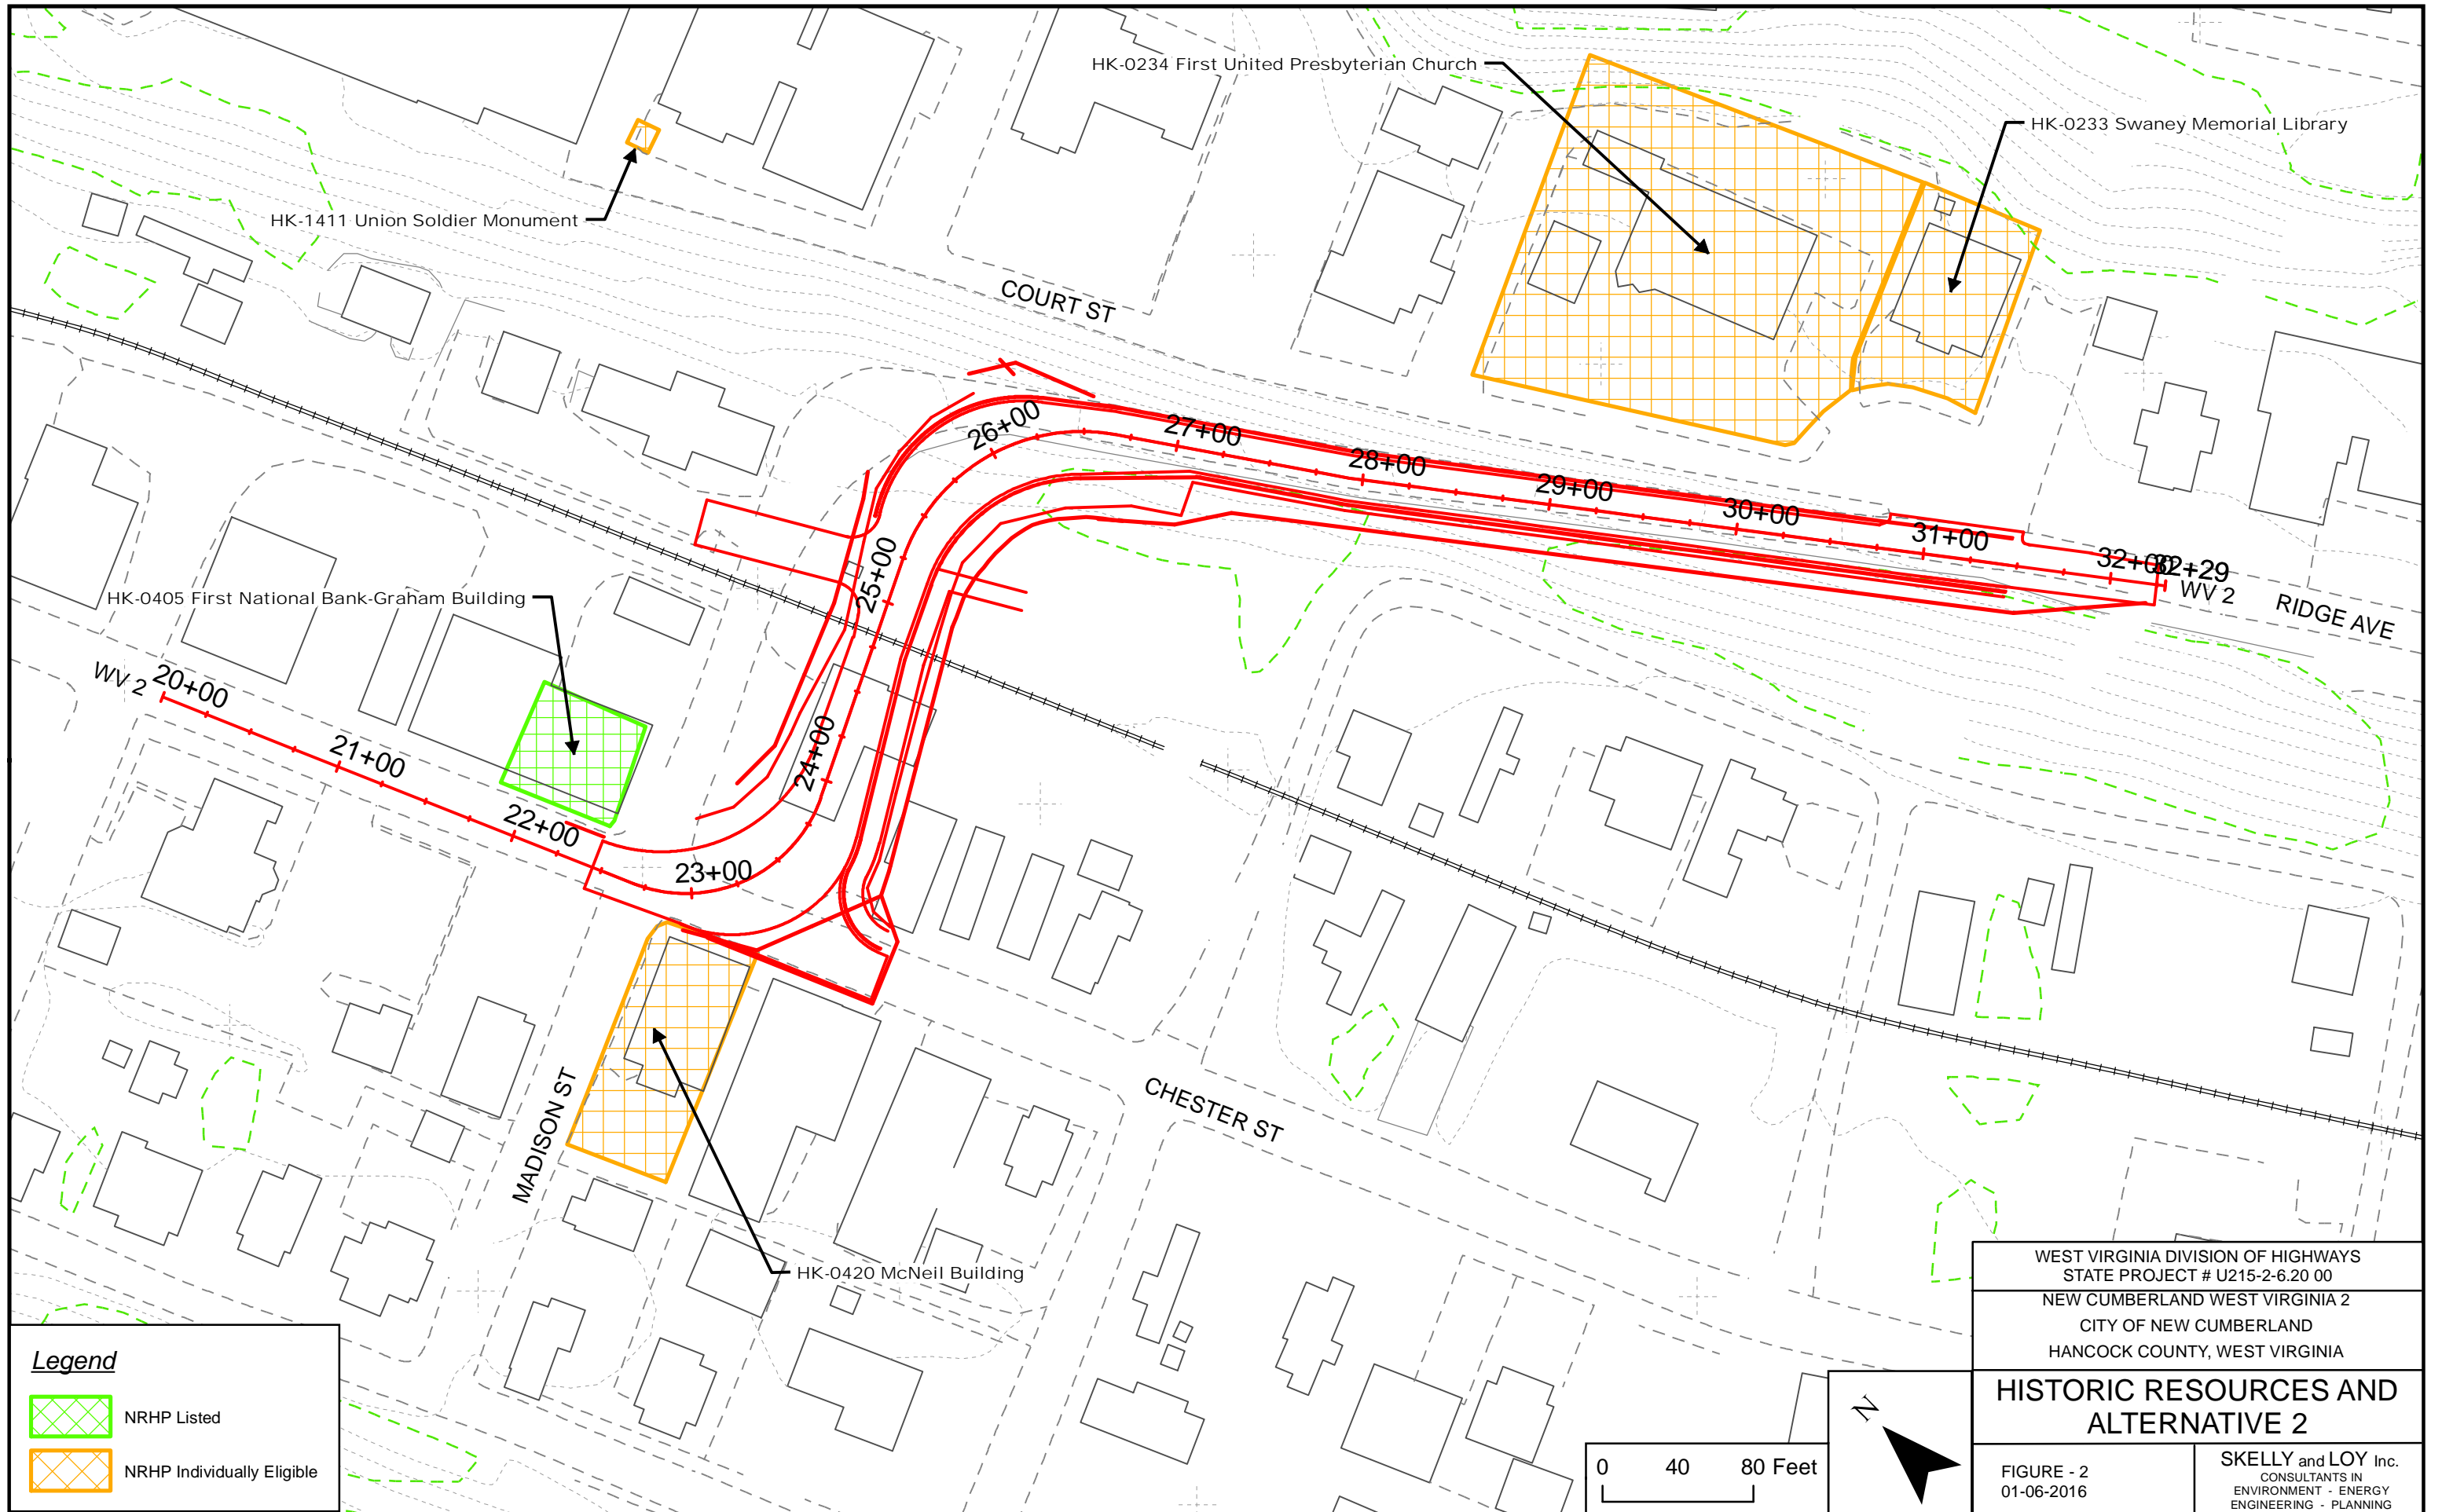 HK-0234 First United Presbyterian Church
HK-0233 Swaney Memorial Library
HK-1411 Union Soldier Monument
COURT ST
26+00
27+00
28+00
29+00
30+00
31+00
32+00
32+29
WV 2
RIDGE AVE
25+00
HK-0405 First National Bank-Graham Building
WV 2
20+00
21+00
22+00
23+00
24+00
MADISON ST
CHESTER ST
HK-0420 McNeil Building
Legend
NRHP Listed
NRHP Individually Eligible
0 40 80 Feet
N
WEST VIRGINIA DIVISION OF HIGHWAYS
STATE PROJECT # U215-2-6.20 00
NEW CUMBERLAND WEST VIRGINIA 2
CITY OF NEW CUMBERLAND
HANCOCK COUNTY, WEST VIRGINIA
HISTORIC RESOURCES AND
ALTERNATIVE 2
FIGURE - 2
01-06-2016
SKELLY and LOY Inc.
CONSULTANTS IN
ENVIRONMENT - ENERGY
ENGINEERING - PLANNING